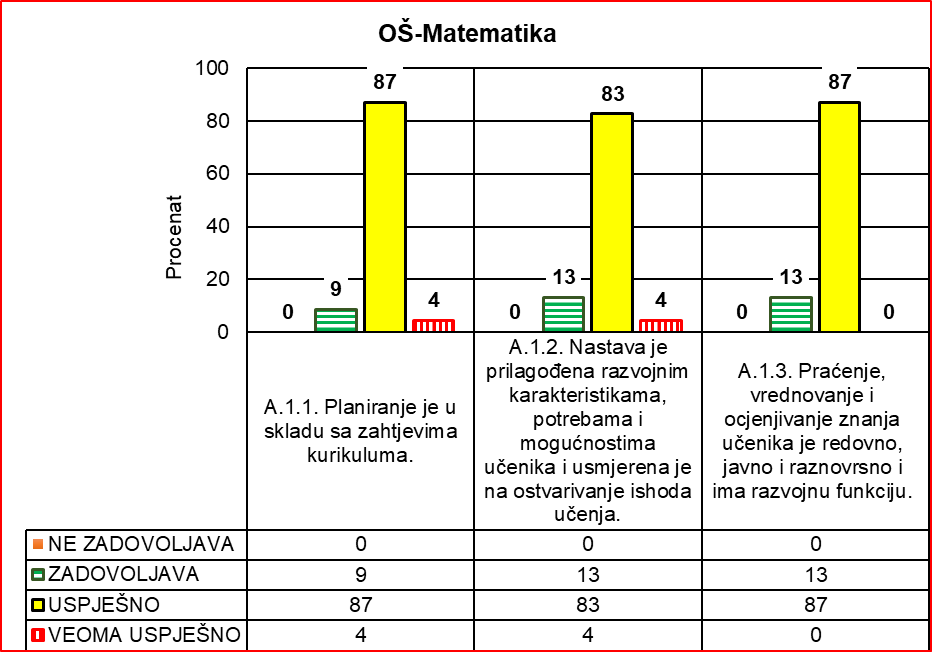 OŠ-Matematika
Procenat
100
80
60
40
20
0
0
9
87
4
0
13
83
4
0
13
87
0
A.1.1. Planiranje je u
skladu sa zahtjevima
kurikuluma.
A.1.2. Nastava je
prilagođena razvojnim
karakteristikama,
potrebama i
mogućnostima
učenika i usmjerena je
na ostvarivanje ishoda
učenja.
A.1.3. Praćenje,
vrednovanje i
ocjenjivanje znanja
učenika je redovno,
javno i raznovrsno i
ima razvojnu funkciju.
NE ZADOVOLJAVA 0 0 0
ZADOVOLJAVA 9 13 13
USPJEŠNO 87 83 87
VEOMA USPJEŠNO 4 4 0